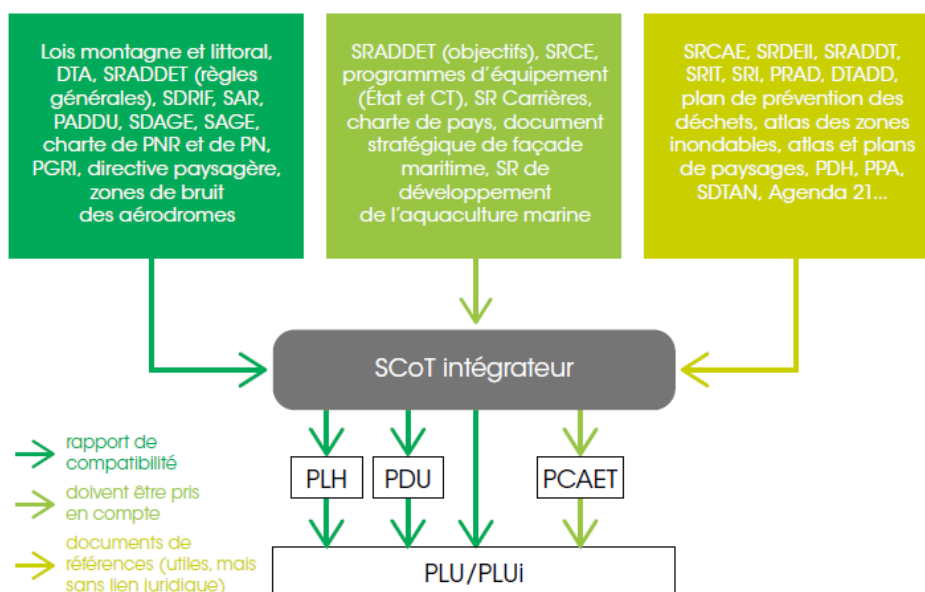 Lois montagne et littoral,
DTA, SRADDET (règles
générales), SDRIF, SAR,
PADDU, SDAGE, SAGE,
charte de PNR et de PN,
PGRI, directive paysagère,
zones de bruit
des aérodromes
SRADDET (objectifs), SRCE,
programmes d'équipement
(État et CT), SR Carrières,
charte de pays, document
stratégique de façade
maritime, SR de
développement
de l'aquaculture marine
SRCAE, SRDEII, SRADDT,
SRIT, SRI, PRAD, DTADD,
plan de prévention des
déchets, atlas des zones
inondables, atlas et plans
de paysages, PDH, PPA,
SDTAN, Agenda 21...
SCoT intégrateur
rapport de
compatibilité
doivent être pris
en compte
documents de
références (utiles, mais
sans lien juridique)
PLH
PDU
PCAET
PLU/PLUi